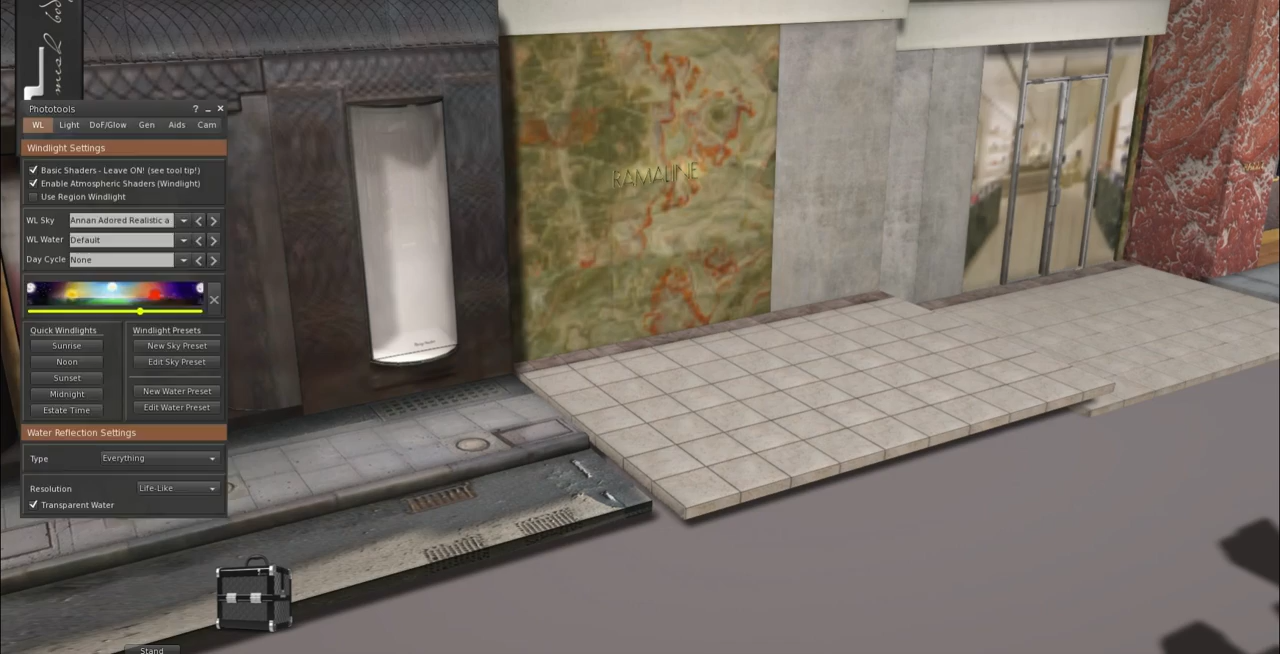 mesh bod
Phototools ? _ ×
WL Light DoF/Glow Gen Aids Cam
Windlight Settings
Basic Shaders - Leave ON! (see tool tip!)
Enable Atmospheric Shaders (Windlight)
Use Region Windlight
WL Sky Annan Adored Realistic a
WL Water Default
Day Cycle None
Quick Windlights
Sunrise
Noon
Sunset
Midnight
Estate Time
Windlight Presets
New Sky Preset
Edit Sky Preset
New Water Preset
Edit Water Preset
Water Reflection Settings
Type Everything
Resolution Life-Like
Transparent Water
RAMALINE
Stand